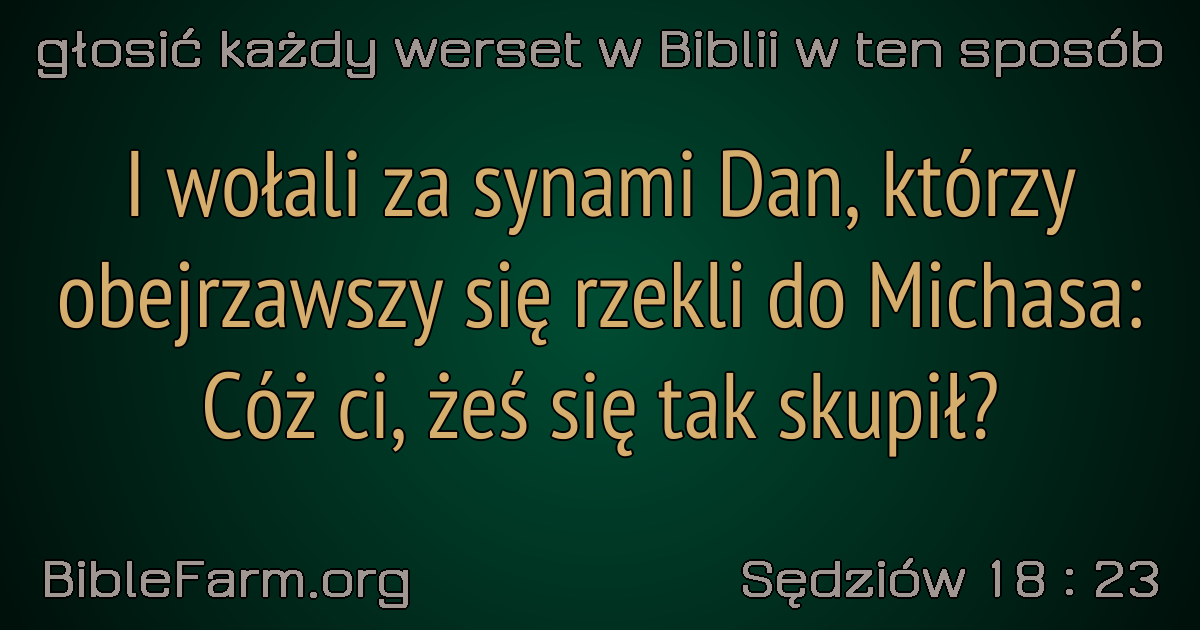 głosić każdy werset w Biblii w ten sposób
I wołali za synami Dan, którzy
obejrzawszy się rzekli do Michasa:
Cóż ci, żeś się tak skupił?
BibleFarm.org
Sędziów 18 : 23